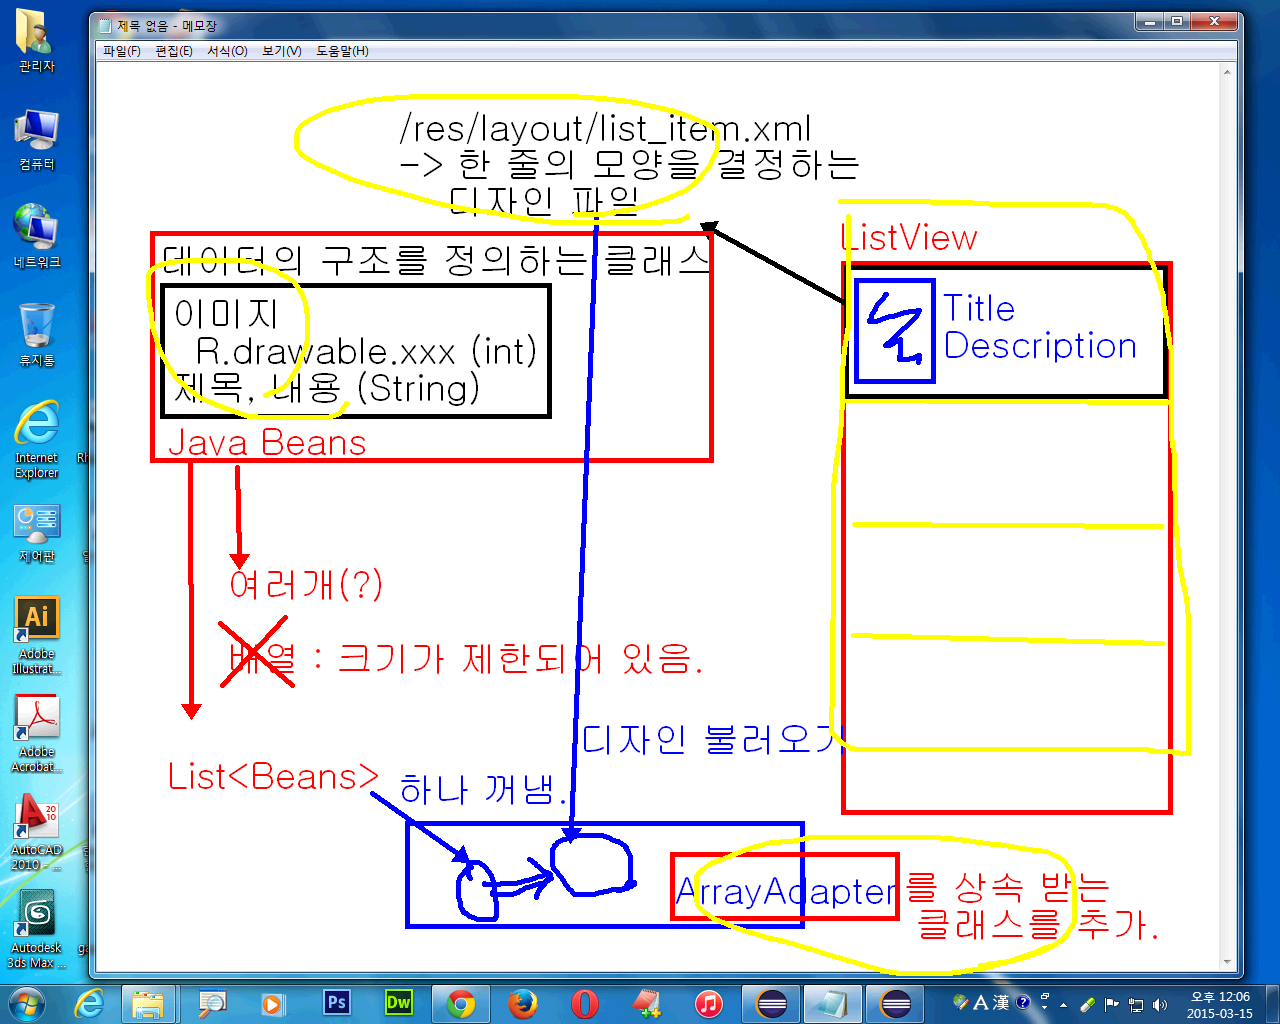 제목 없음 - 메모장
파일(F) 편집(E) 서식(O) 보기(V) 도움말(H)
관리자
컴퓨터
네트워크
휴지통
Internet
Explorer
제어판
Adobe
Illustrat...
Adobe
Acrobat...
AutoCAD
2010 - ...
Autodesk
3ds Max ...
/res/layout/list_item.xml
-> 한 줄의 모양을 결정하는
디자인 파일
데이터의 구조를 정의하는 클래스
이미지
R.drawable.xxx (int)
제목, 내용 (String)
Java Beans
ListView
Title
Description
여러개(?)
배열 : 크기가 제한되어 있음.
디자인 불러오기
List<Beans>
하나 꺼냄.
ArrayAdapter를 상속 받는
클래스를 추가.
Ai
20
10
Ps
Dw
A 漢
오후 12:06
2015-03-15